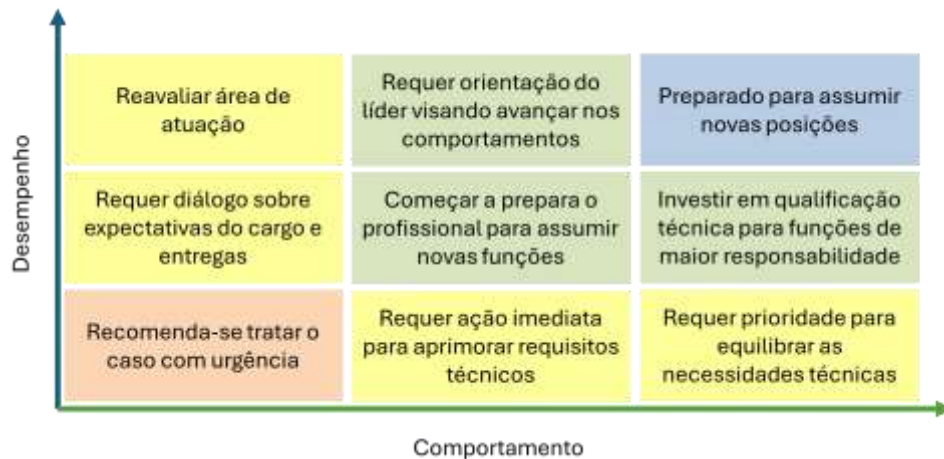 Desempenho
Reavaliar área de
atuação
Requer orientação do
líder visando avançar nos
comportamentos
Preparado para assumir
novas posições
Requer diálogo sobre
expectativas do cargo e
entregas
Começar a prepara o
profissional para assumir
novas funções
Investir em qualificação
técnica para funções de
maior responsabilidade
Recomenda-se tratar o
caso com urgência
Requer ação imediata
para aprimorar requisitos
técnicos
Requer prioridade para
equilibrar as
necessidades técnicas
Comportamento